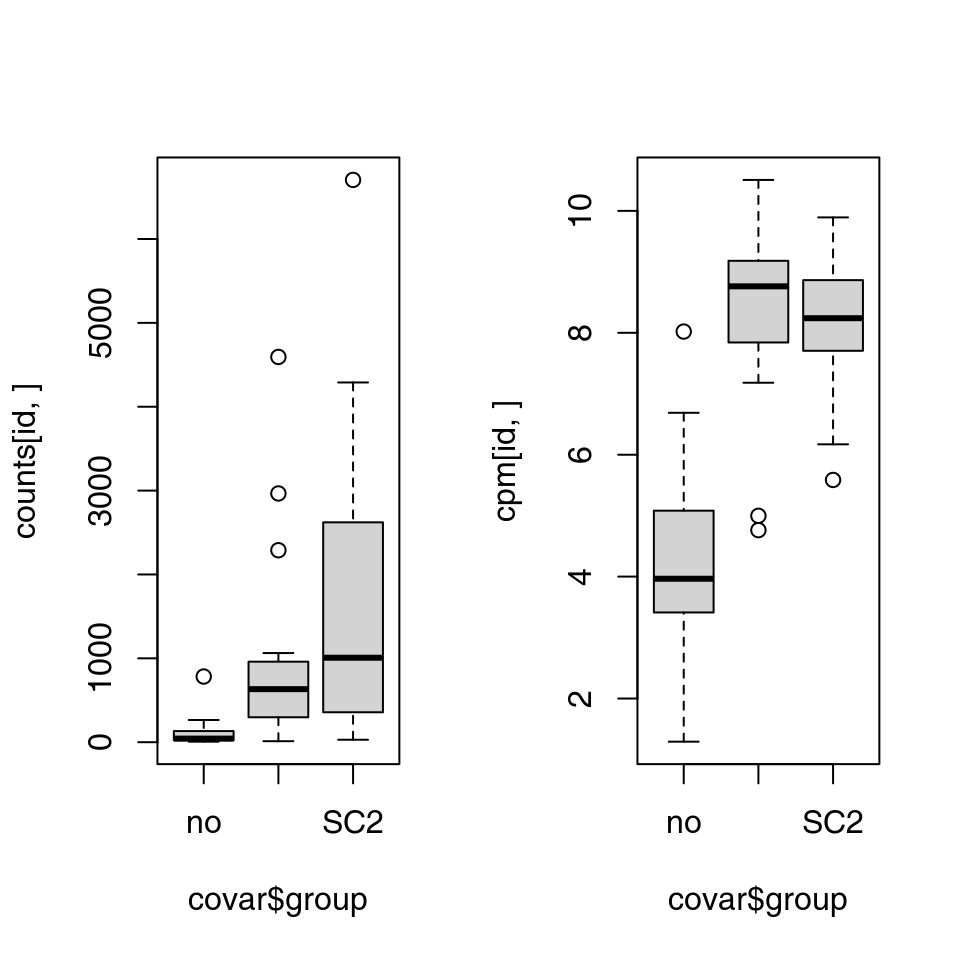 counts[id, ]
5000
3000
1000
0
no
SC2
covar$group
cpm[id, ]
10
8
6
4
2
no
SC2
covar$group